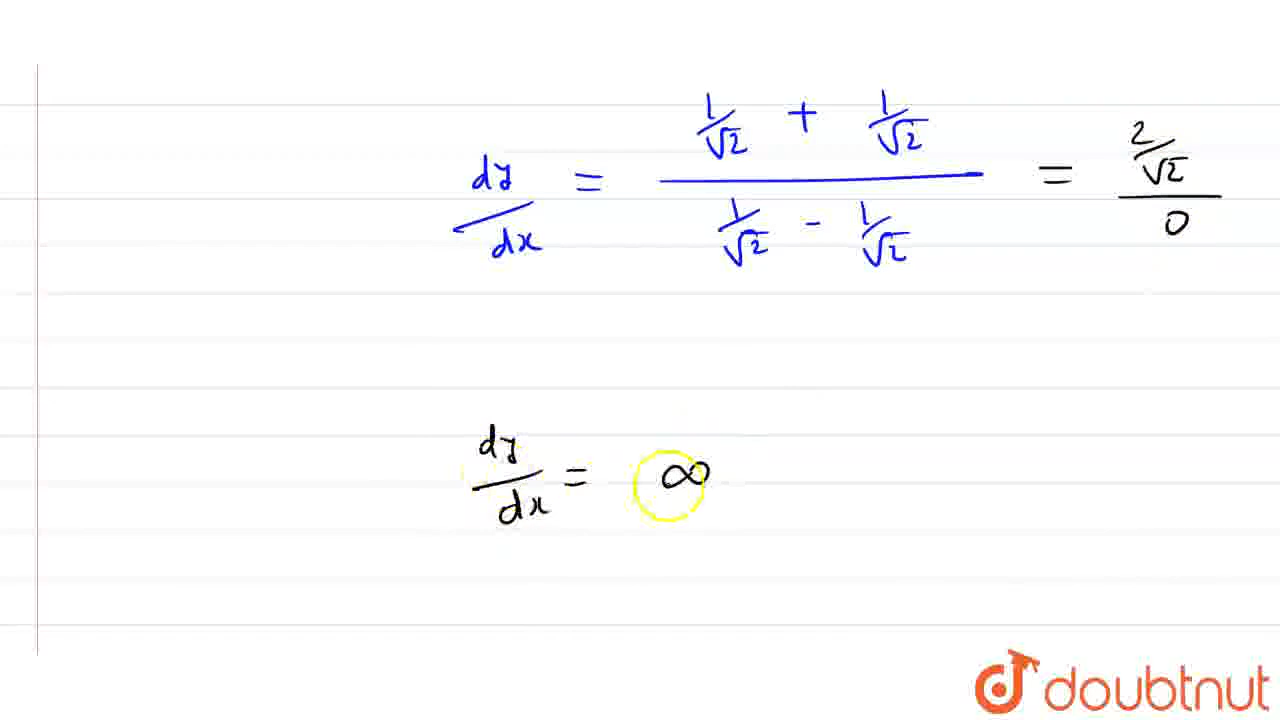 dy/dx = (1/√2 + 1/√2)/(1/√2 - 1/√2) = (2/√2)/0
dy/dx = ∞
doubtnut